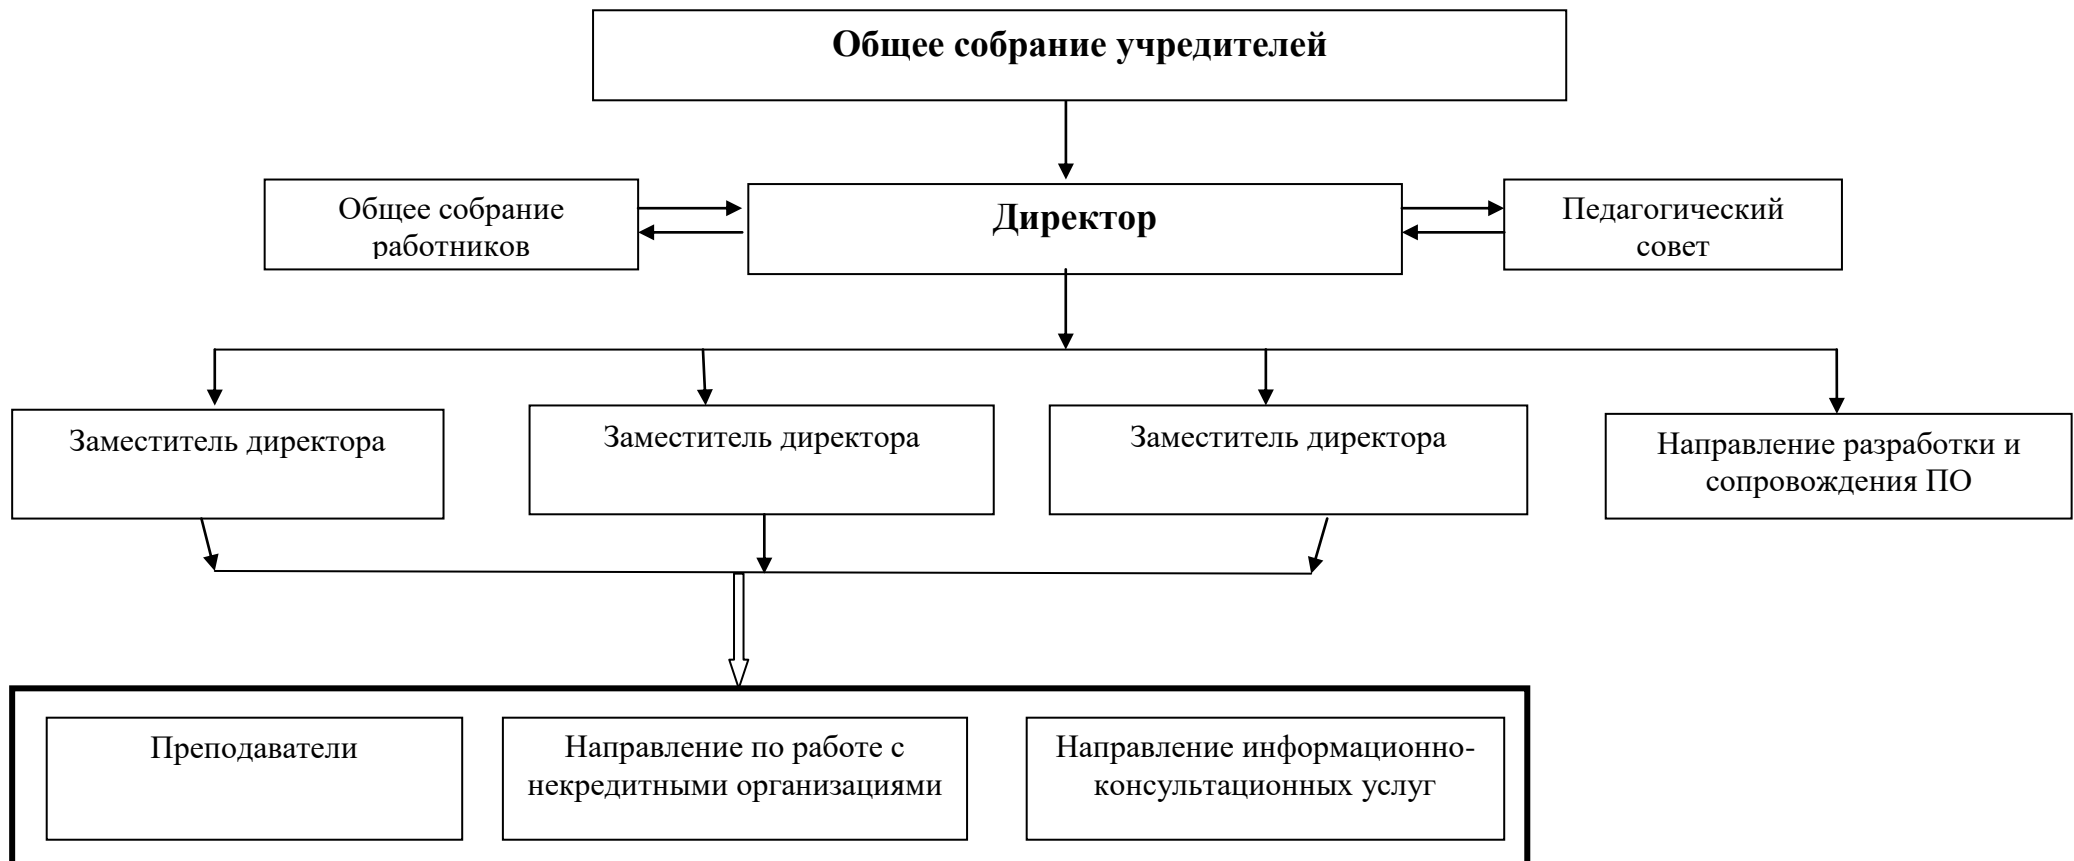 Общее собрание учредителей
Общее собрание
работников
Директор
Педагогический
совет
Заместитель директора
Заместитель директора
Заместитель директора
Направление разработки и
сопровождения ПО
Преподаватели
Направление по работе с
некредитными организациями
Направление информационно-
консультационных услуг